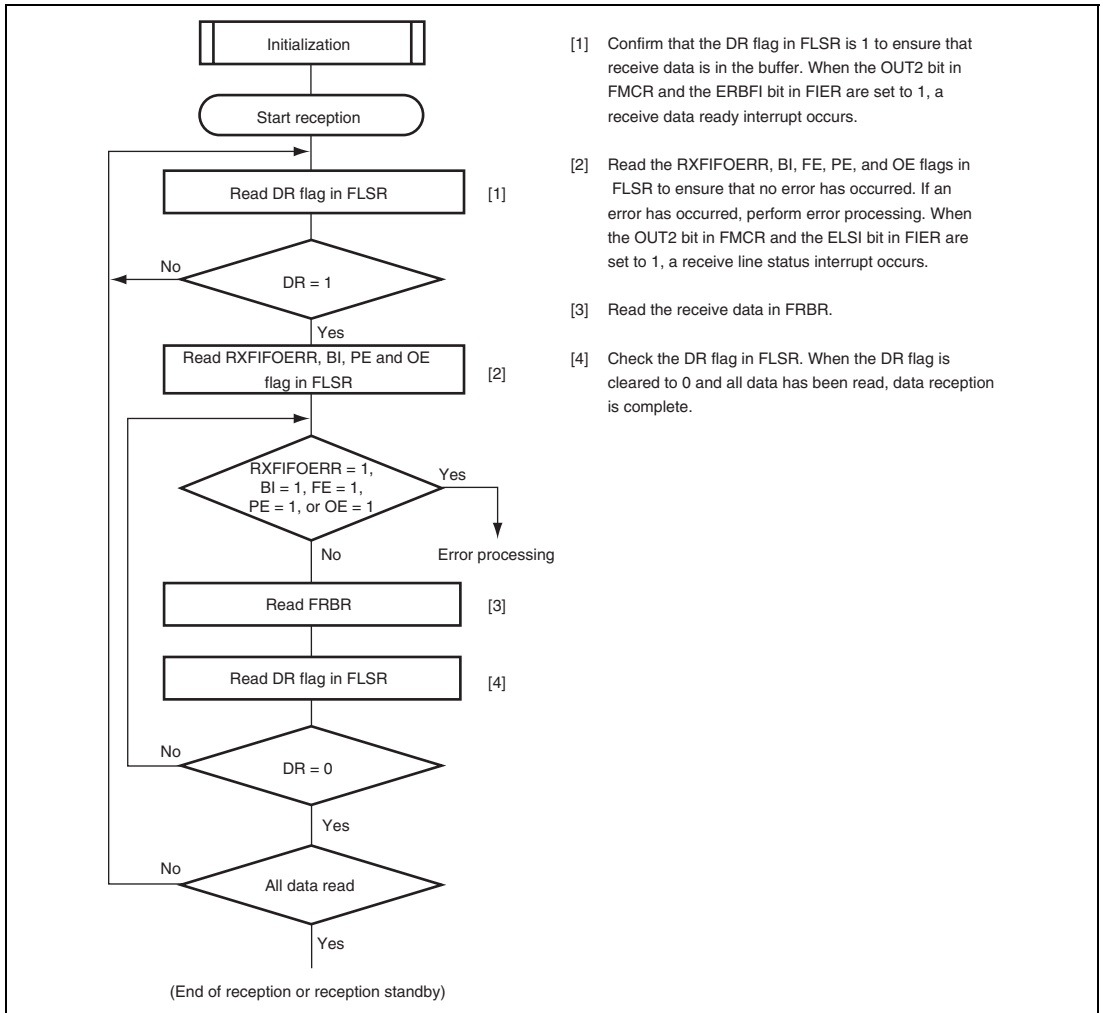 Initialization
Start reception
Read DR flag in FLSR
[1]
No
DR = 1
Yes
Read RXFIFOERR, BI, PE and OE
flag in FLSR
[2]
RXFIFOERR = 1,
BI = 1, FE = 1,
PE = 1, or OE = 1
Yes
Error processing
No
Read FRBR
[3]
Read DR flag in FLSR
[4]
No
DR = 0
Yes
No
All data read
Yes
(End of reception or reception standby)
[1] Confirm that the DR flag in FLSR is 1 to ensure that
receive data is in the buffer. When the OUT2 bit in
FMCR and the ERBFI bit in FIER are set to 1, a
receive data ready interrupt occurs.
[2] Read the RXFIFOERR, BI, FE, PE, and OE flags in
FLSR to ensure that no error has occurred. If an
error has occurred, perform error processing. When
the OUT2 bit in FMCR and the ELSI bit in FIER are
set to 1, a receive line status interrupt occurs.
[3] Read the receive data in FRBR.
[4] Check the DR flag in FLSR. When the DR flag is
cleared to 0 and all data has been read, data reception
is complete.